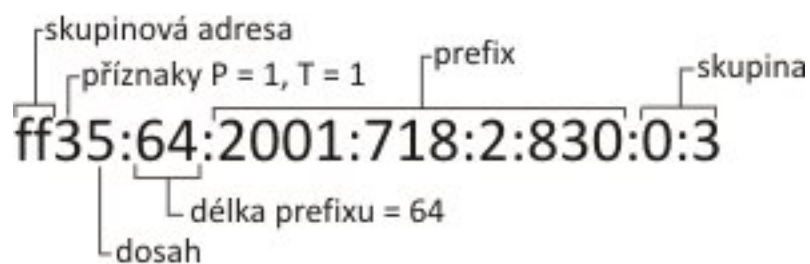 skupinová adresa
příznaky P = 1, T = 1
prefix
skupina
ff35:64:2001:718:2:830:0:3
délka prefixu = 64
dosah